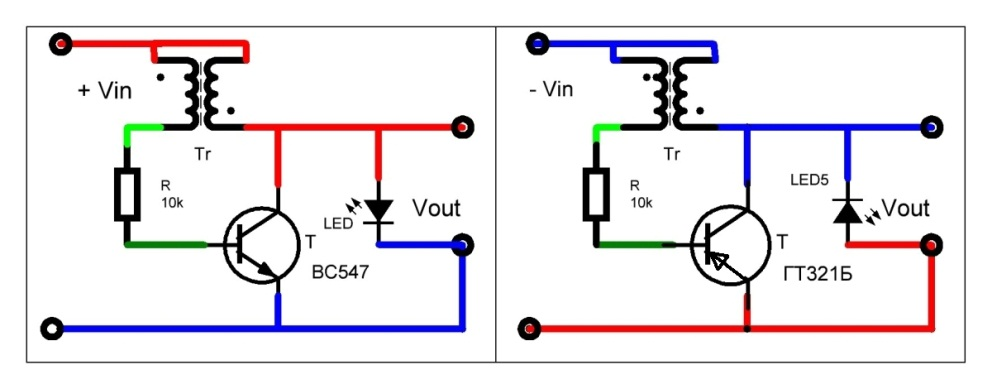 + Vin
Tr
R
10k
LED
Vout
T
BC547
- Vin
Tr
R
10k
LED5
Vout
T
ГТ321Б